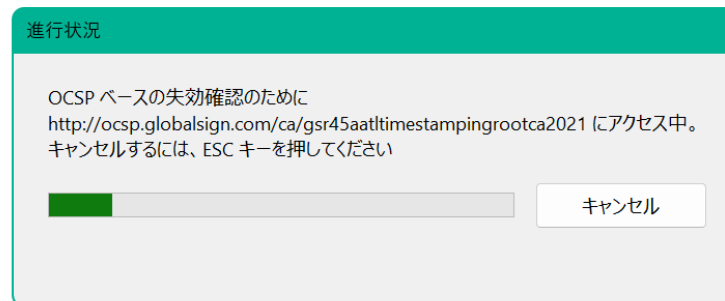 進行状況
OCSP ベースの失効確認のために
http://ocsp.globalsign.com/ca/gsr45aatltimestampingrootca2021 にアクセス中。
キャンセルするには、ESC キーを押してください
キャンセル